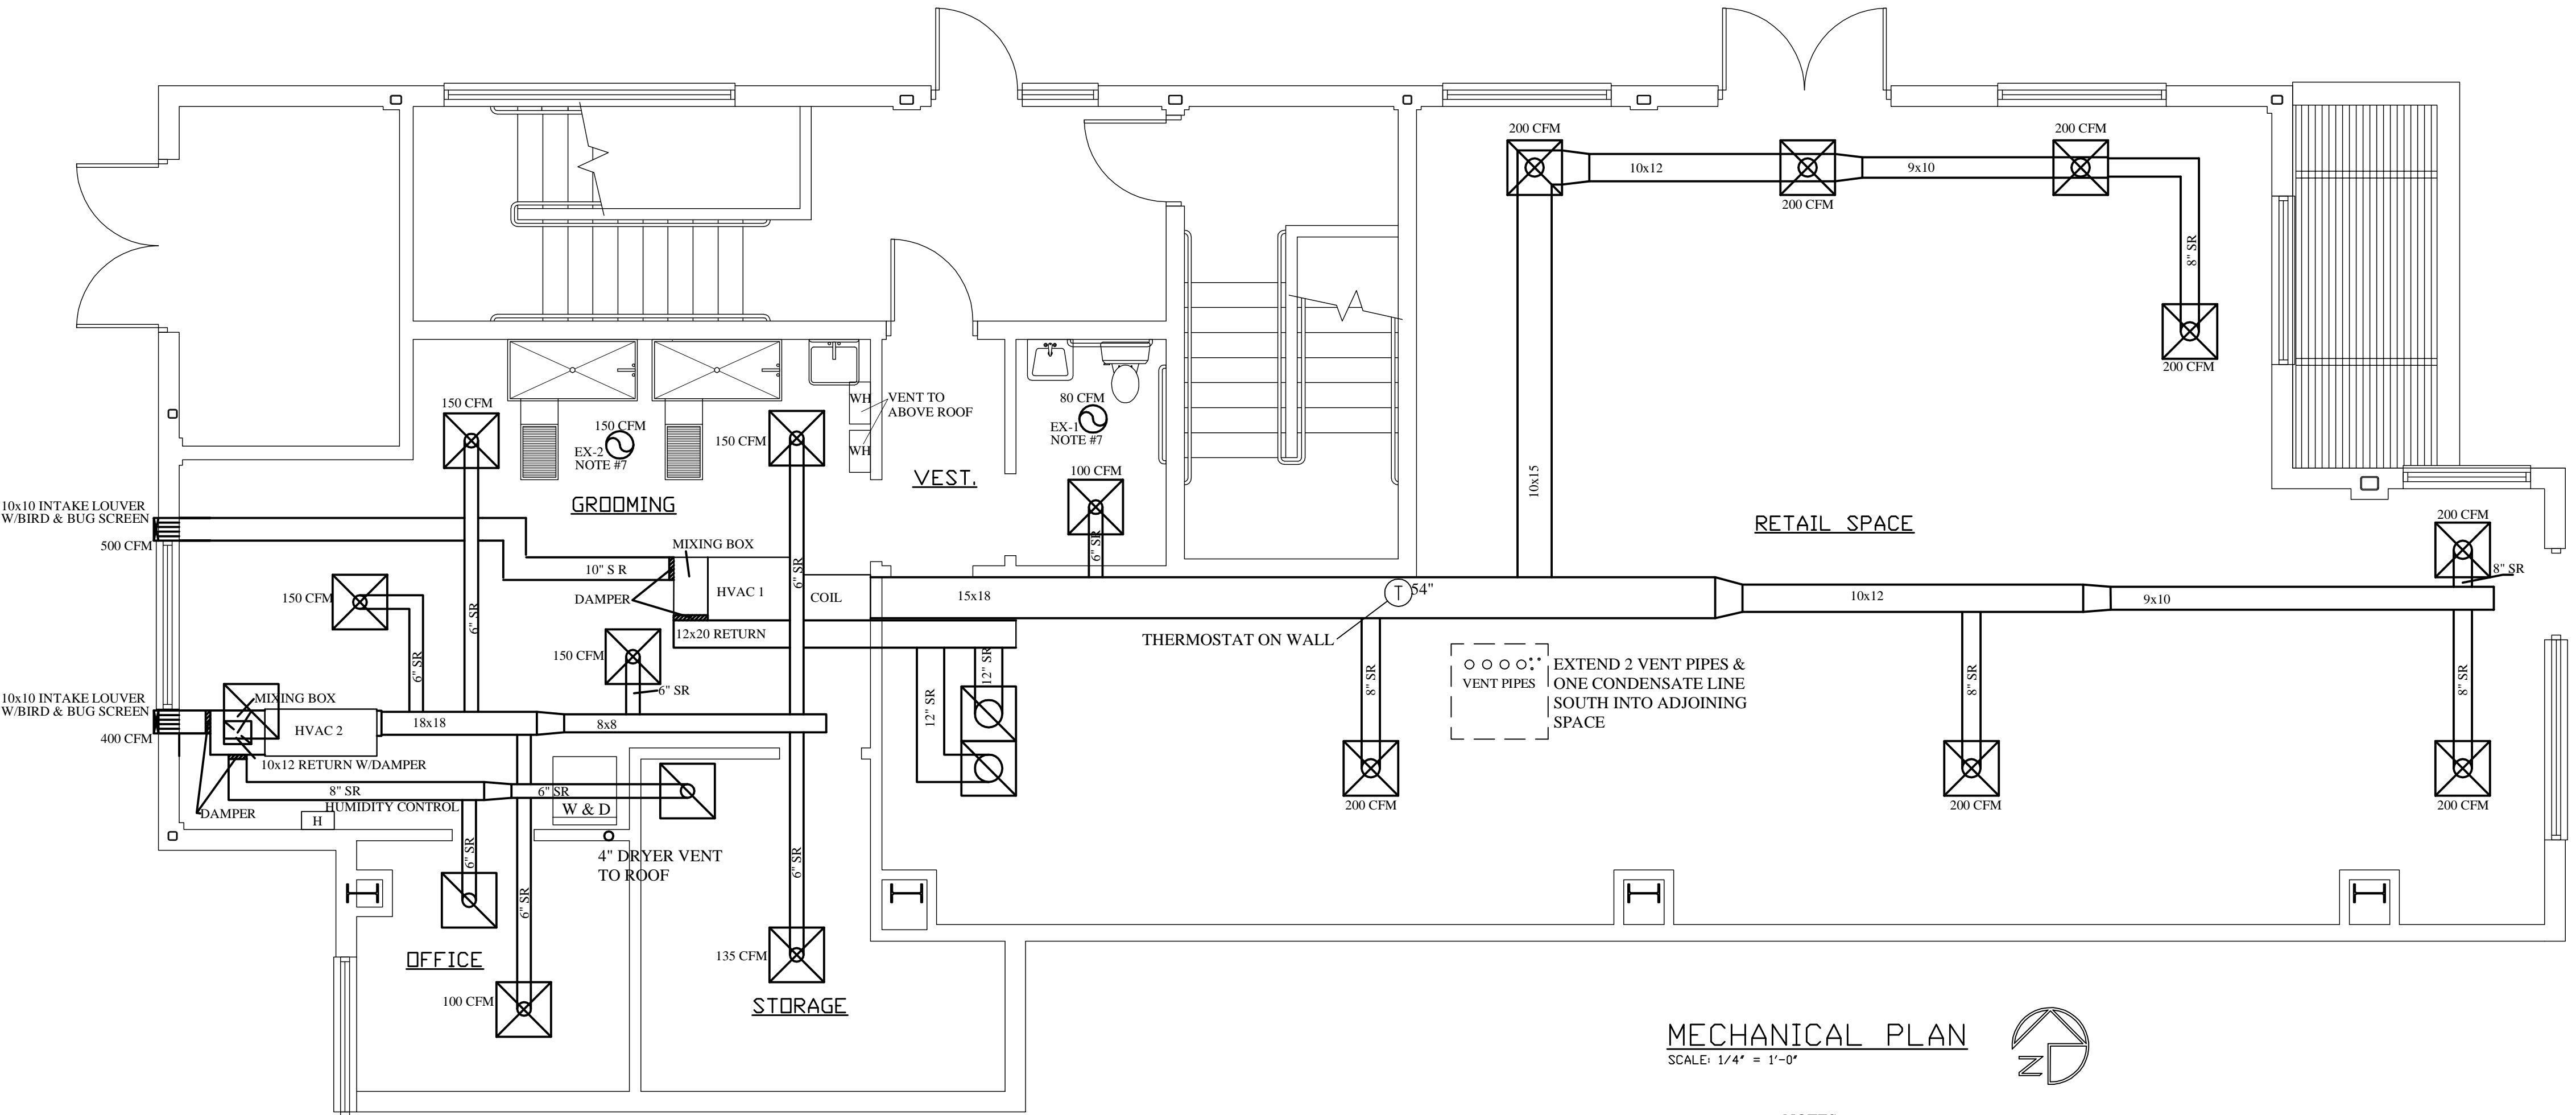 200 CFM
200 CFM
10x12
9x10
200 CFM
8" SR
200 CFM
150 CFM
150 CFM
EX-2
NOTE #7
150 CFM
WH
WH
VENT TO
ABOVE ROOF
80 CFM
EX-1
NOTE #7
VEST.
100 CFM
6" SR
10x15
GROOMING
RETAIL SPACE
10x10 INTAKE LOUVER
W/BIRD & BUG SCREEN
500 CFM
MIXING BOX
10" S R
DAMPER
HVAC 1
6" SR
COIL
15x18
T
54"
10x12
9x10
200 CFM
8" SR
150 CFM
6" SR
6" SR
12x20 RETURN
150 CFM
6" SR
12" SR
12" SR
THERMOSTAT ON WALL
8" SR
VENT PIPES
EXTEND 2 VENT PIPES &
ONE CONDENSATE LINE
SOUTH INTO ADJOINING
SPACE
8" SR
8" SR
10x10 INTAKE LOUVER
W/BIRD & BUG SCREEN
400 CFM
MIXING BOX
HVAC 2
18x18
8x8
10x12 RETURN W/DAMPER
8" SR
6" SR
HUMIDITY CONTROL
DAMPER
H
W & D
200 CFM
200 CFM
200 CFM
4" DRYER VENT
TO ROOF
6" SR
6" SR
6" SR
OFFICE
135 CFM
100 CFM
STORAGE
MECHANICAL PLAN
SCALE: 1/4" = 1'-0"
N